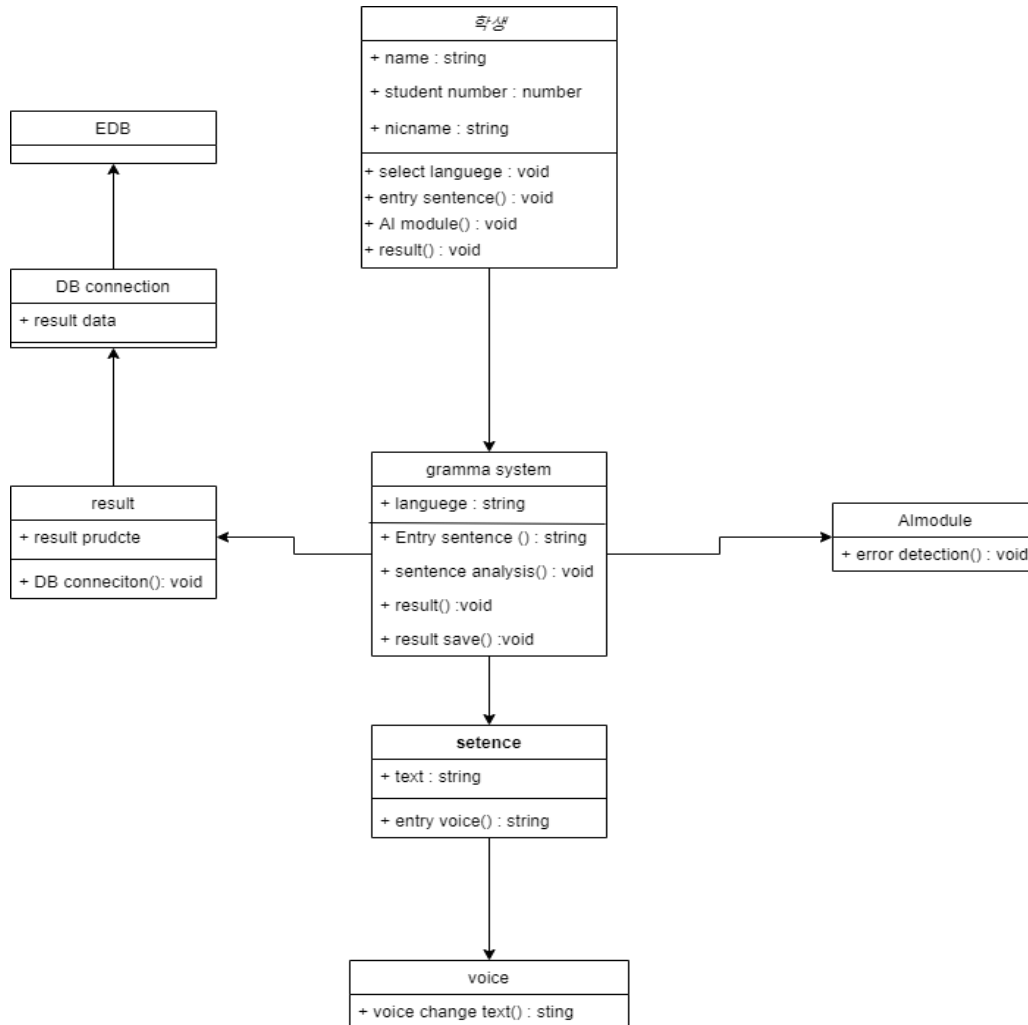 학생
+ name : string
+ student number : number
+ nicname : string
+ select languege : void
+ entry sentence() : void
+ AI module() : void
+ result() : void
EDB
DB connection
+ result data
result
+ result prudcte
+ DB conneciton(): void
gramma system
+ languege : string
+ Entry sentence () : string
+ sentence analysis() : void
+ result() :void
+ result save() :void
AImodule
+ error detection() : void
setence
+ text : string
+ entry voice() : string
voice
+ voice change text() : sting